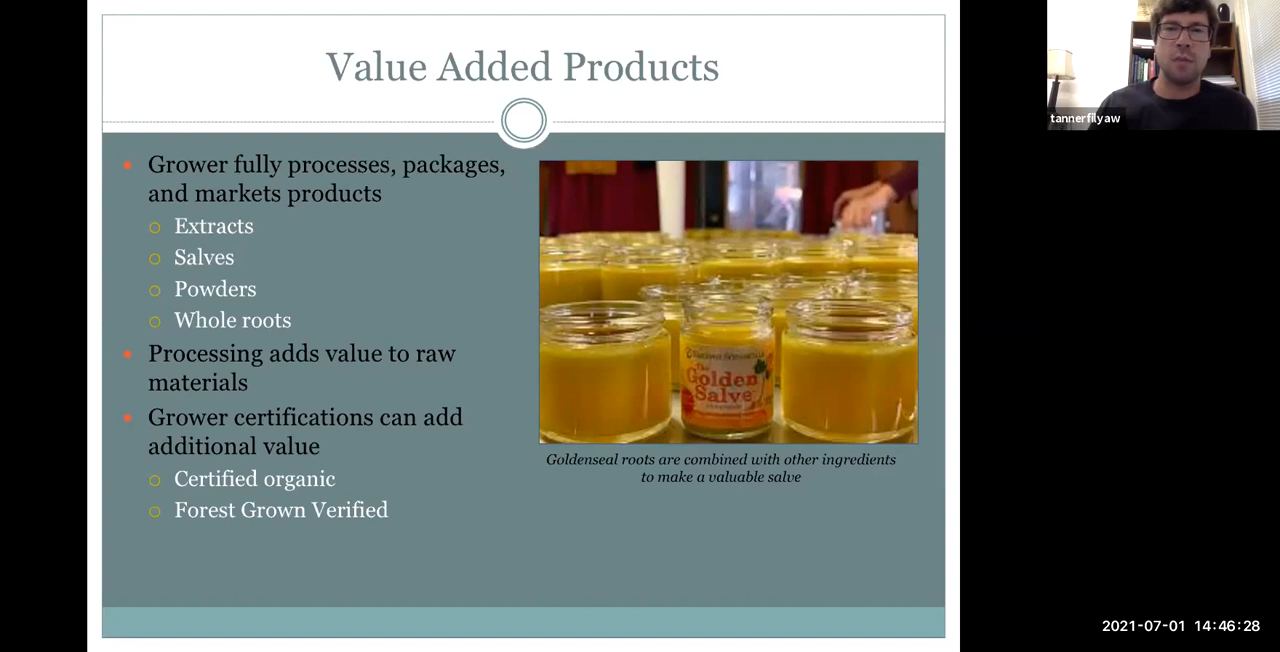 Value Added Products
Grower fully processes, packages,
and markets products
Extracts
Salves
Powders
Whole roots
Processing adds value to raw
materials
Grower certifications can add
additional value
Certified organic
Forest Grown Verified
The
Golden
Salve
Goldenseal roots are combined with other ingredients
to make a valuable salve
tannerfilyaw
2021-07-01 14:46:28